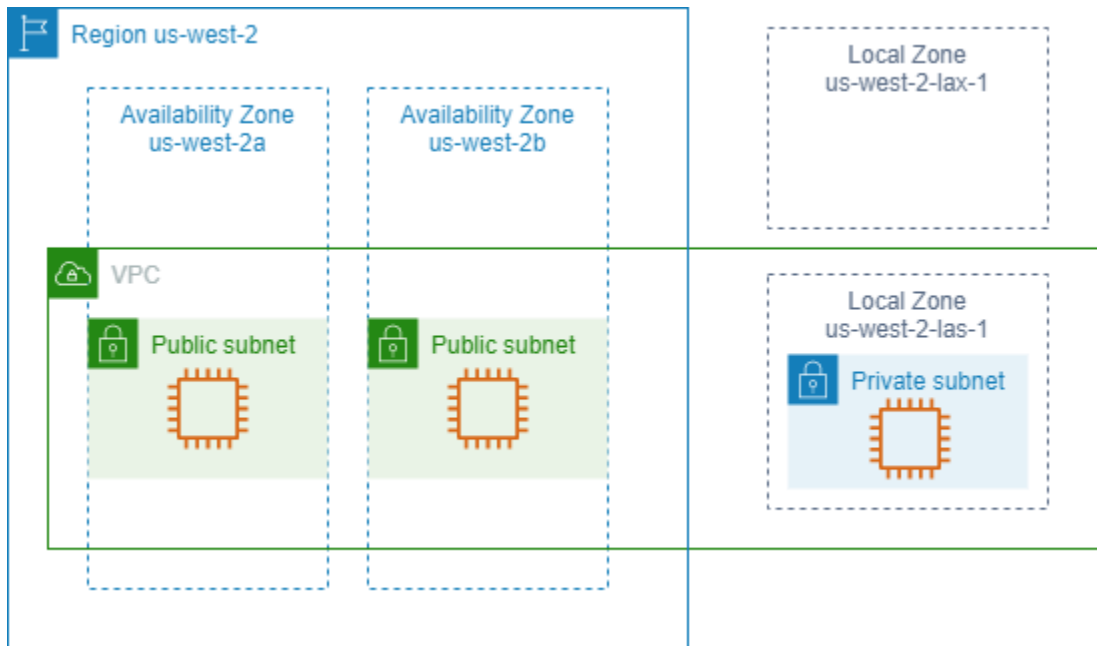 Region us-west-2
Availability Zone
us-west-2a
Availability Zone
us-west-2b
Local Zone
us-west-2-lax-1
VPC
Public subnet
Public subnet
Local Zone
us-west-2-las-1
Private subnet